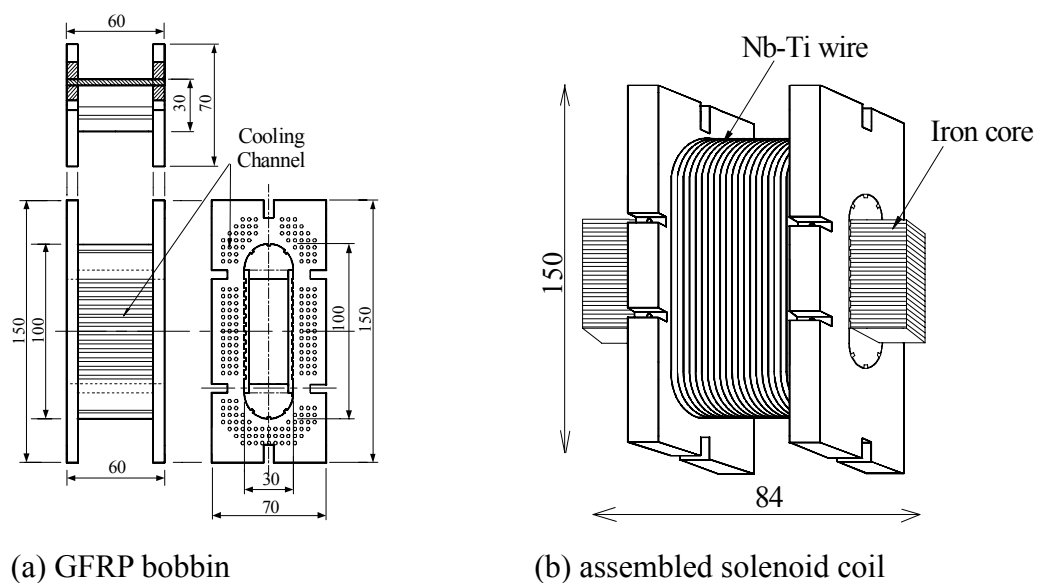 60
30
70
Cooling
Channel
150
100
60
100
150
30
70
Nb-Ti wire
Iron core
150
84
(a) GFRP bobbin
(b) assembled solenoid coil